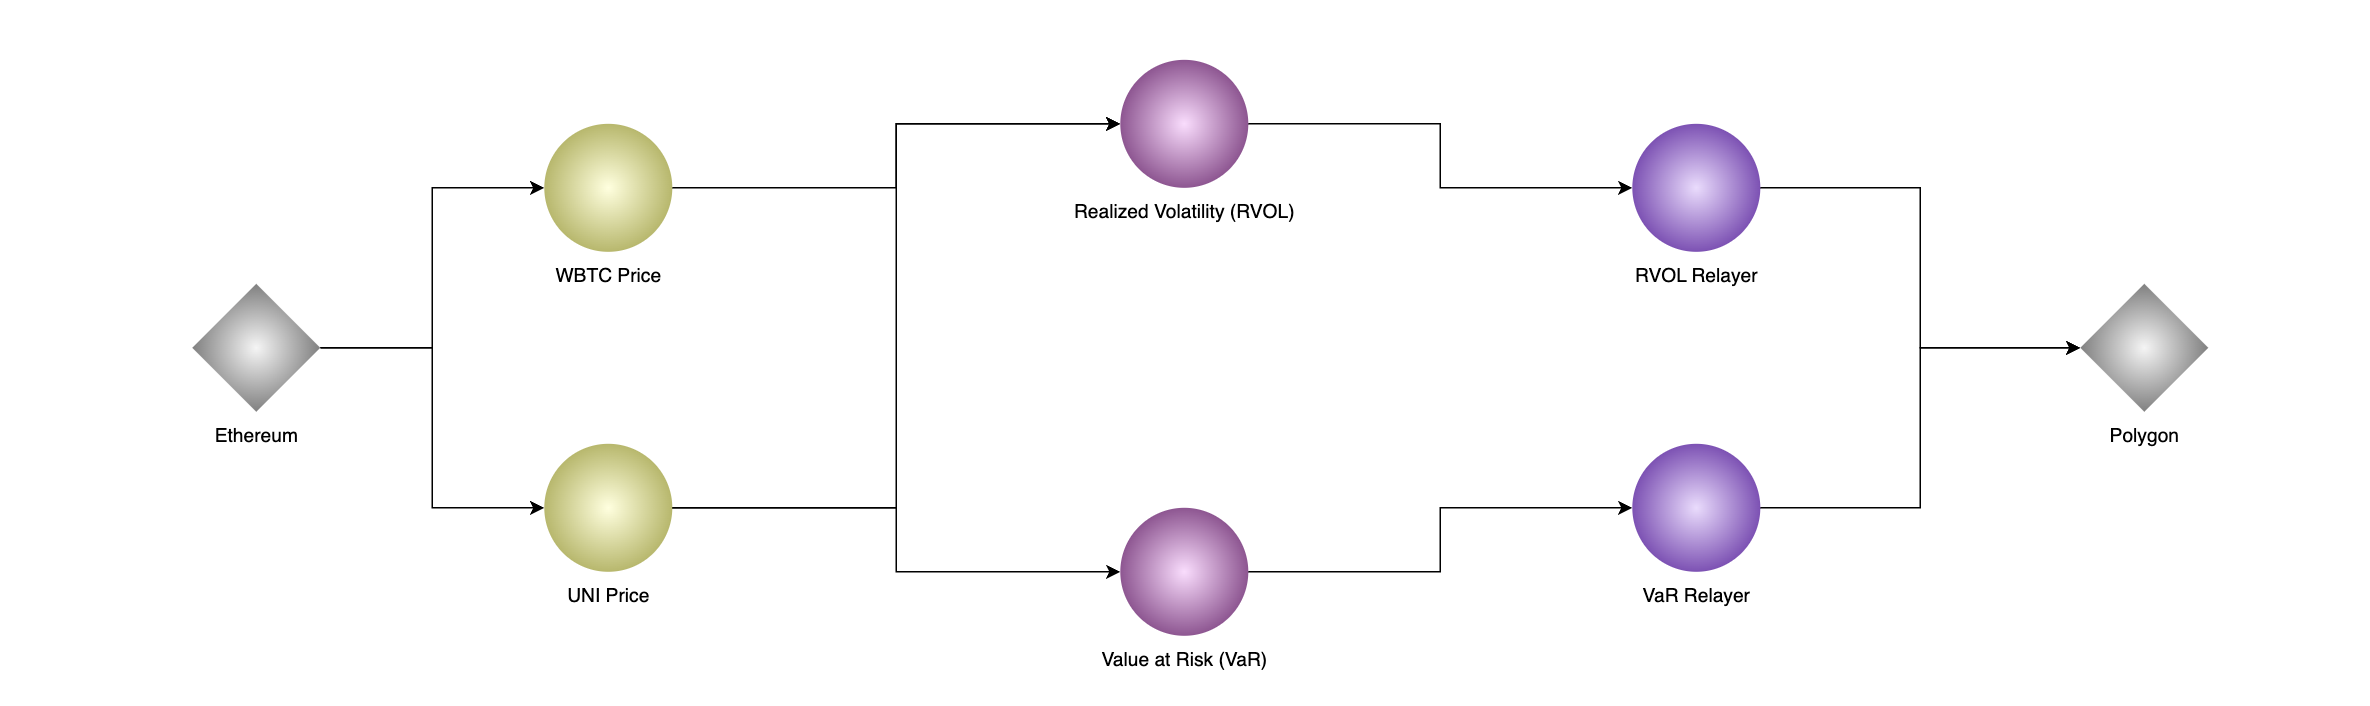 Realized Volatility (RVOL)
WBTC Price
RVOL Relayer
Ethereum
Polygon
UNI Price
VaR Relayer
Value at Risk (VaR)